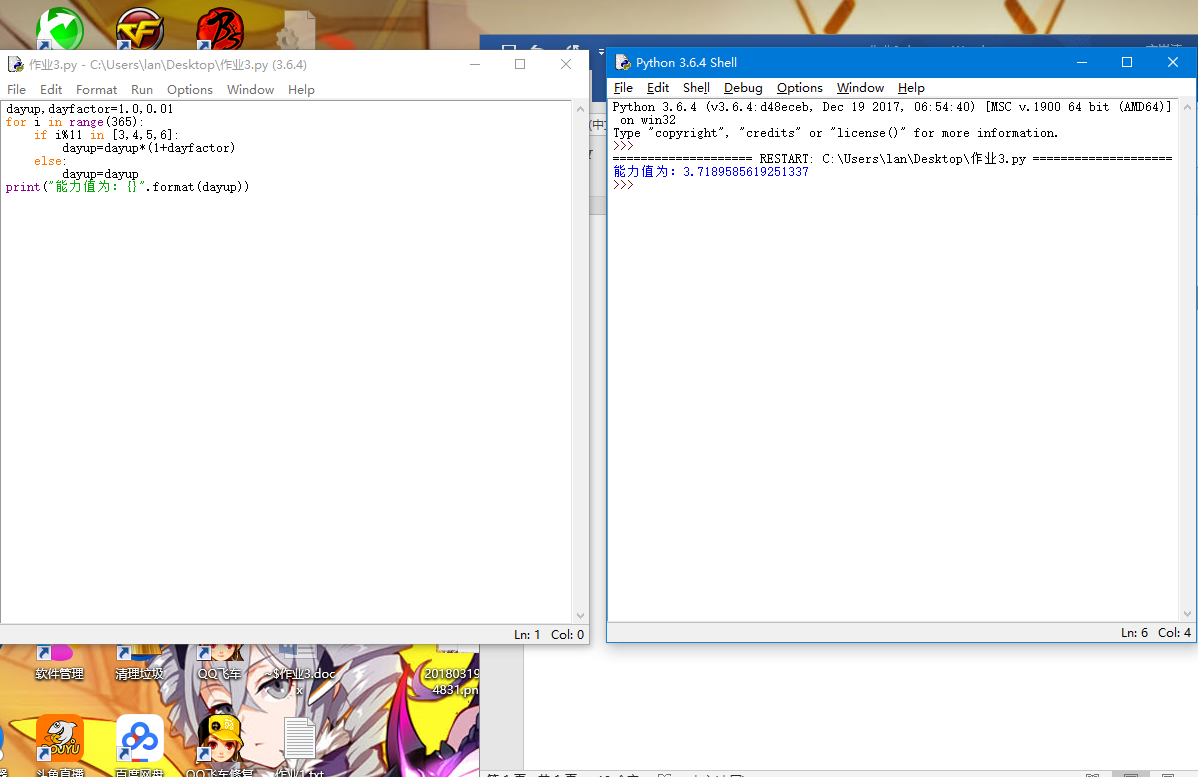 作业3.py - C:\Users\lan\Desktop\作业3.py (3.6.4)
File Edit Format Run Options Window Help
dayup,dayfactor=1.0,0.01
for i in range(365):
if i%11 in [3,4,5,6]:
dayup=dayup*(1+dayfactor)
else:
dayup=dayup
print("能力值为: {}".format(dayup))
Ln: 1 Col: 0
Python 3.6.4 Shell
File Edit Shell Debug Options Window Help
Python 3.6.4 (v3.6.4:d48eceb, Dec 19 2017, 06:54:40) [MSC v.1900 64 bit (AMD64)]
on win32
Type "copyright", "credits" or "license()" for more information.
>>>
==================== RESTART: C:\Users\lan\Desktop\作业3.py ====================
能力值为: 3.7189585619251337
>>>
Ln: 6 Col: 4
软件管理
清理垃圾
QQ飞车
~$作业3.doc
x
20180319
4831.pn
斗鱼直播
百度网盘
QQ飞车修复
作业1.txt